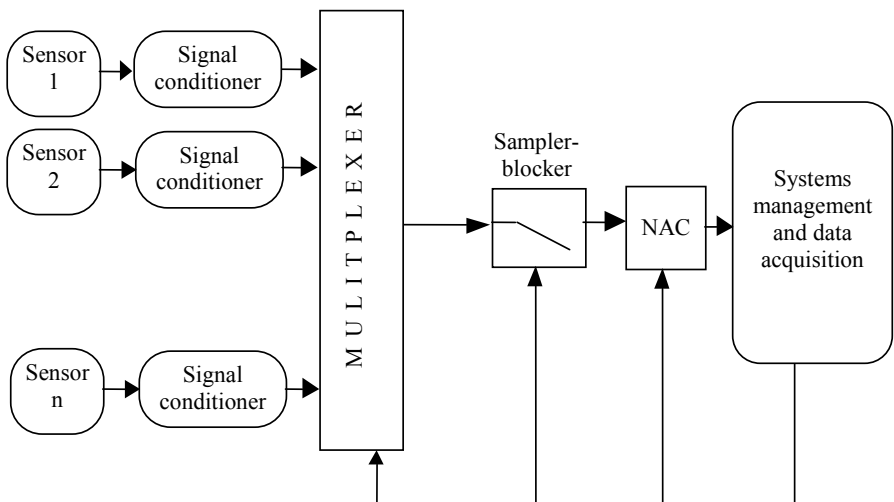 Sensor
1
Signal
conditioner
Sensor
2
Signal
conditioner
Sensor
n
Signal
conditioner
MULITPLEXER
Sampler-
blocker
NAC
Systems
management
and data
acquisition